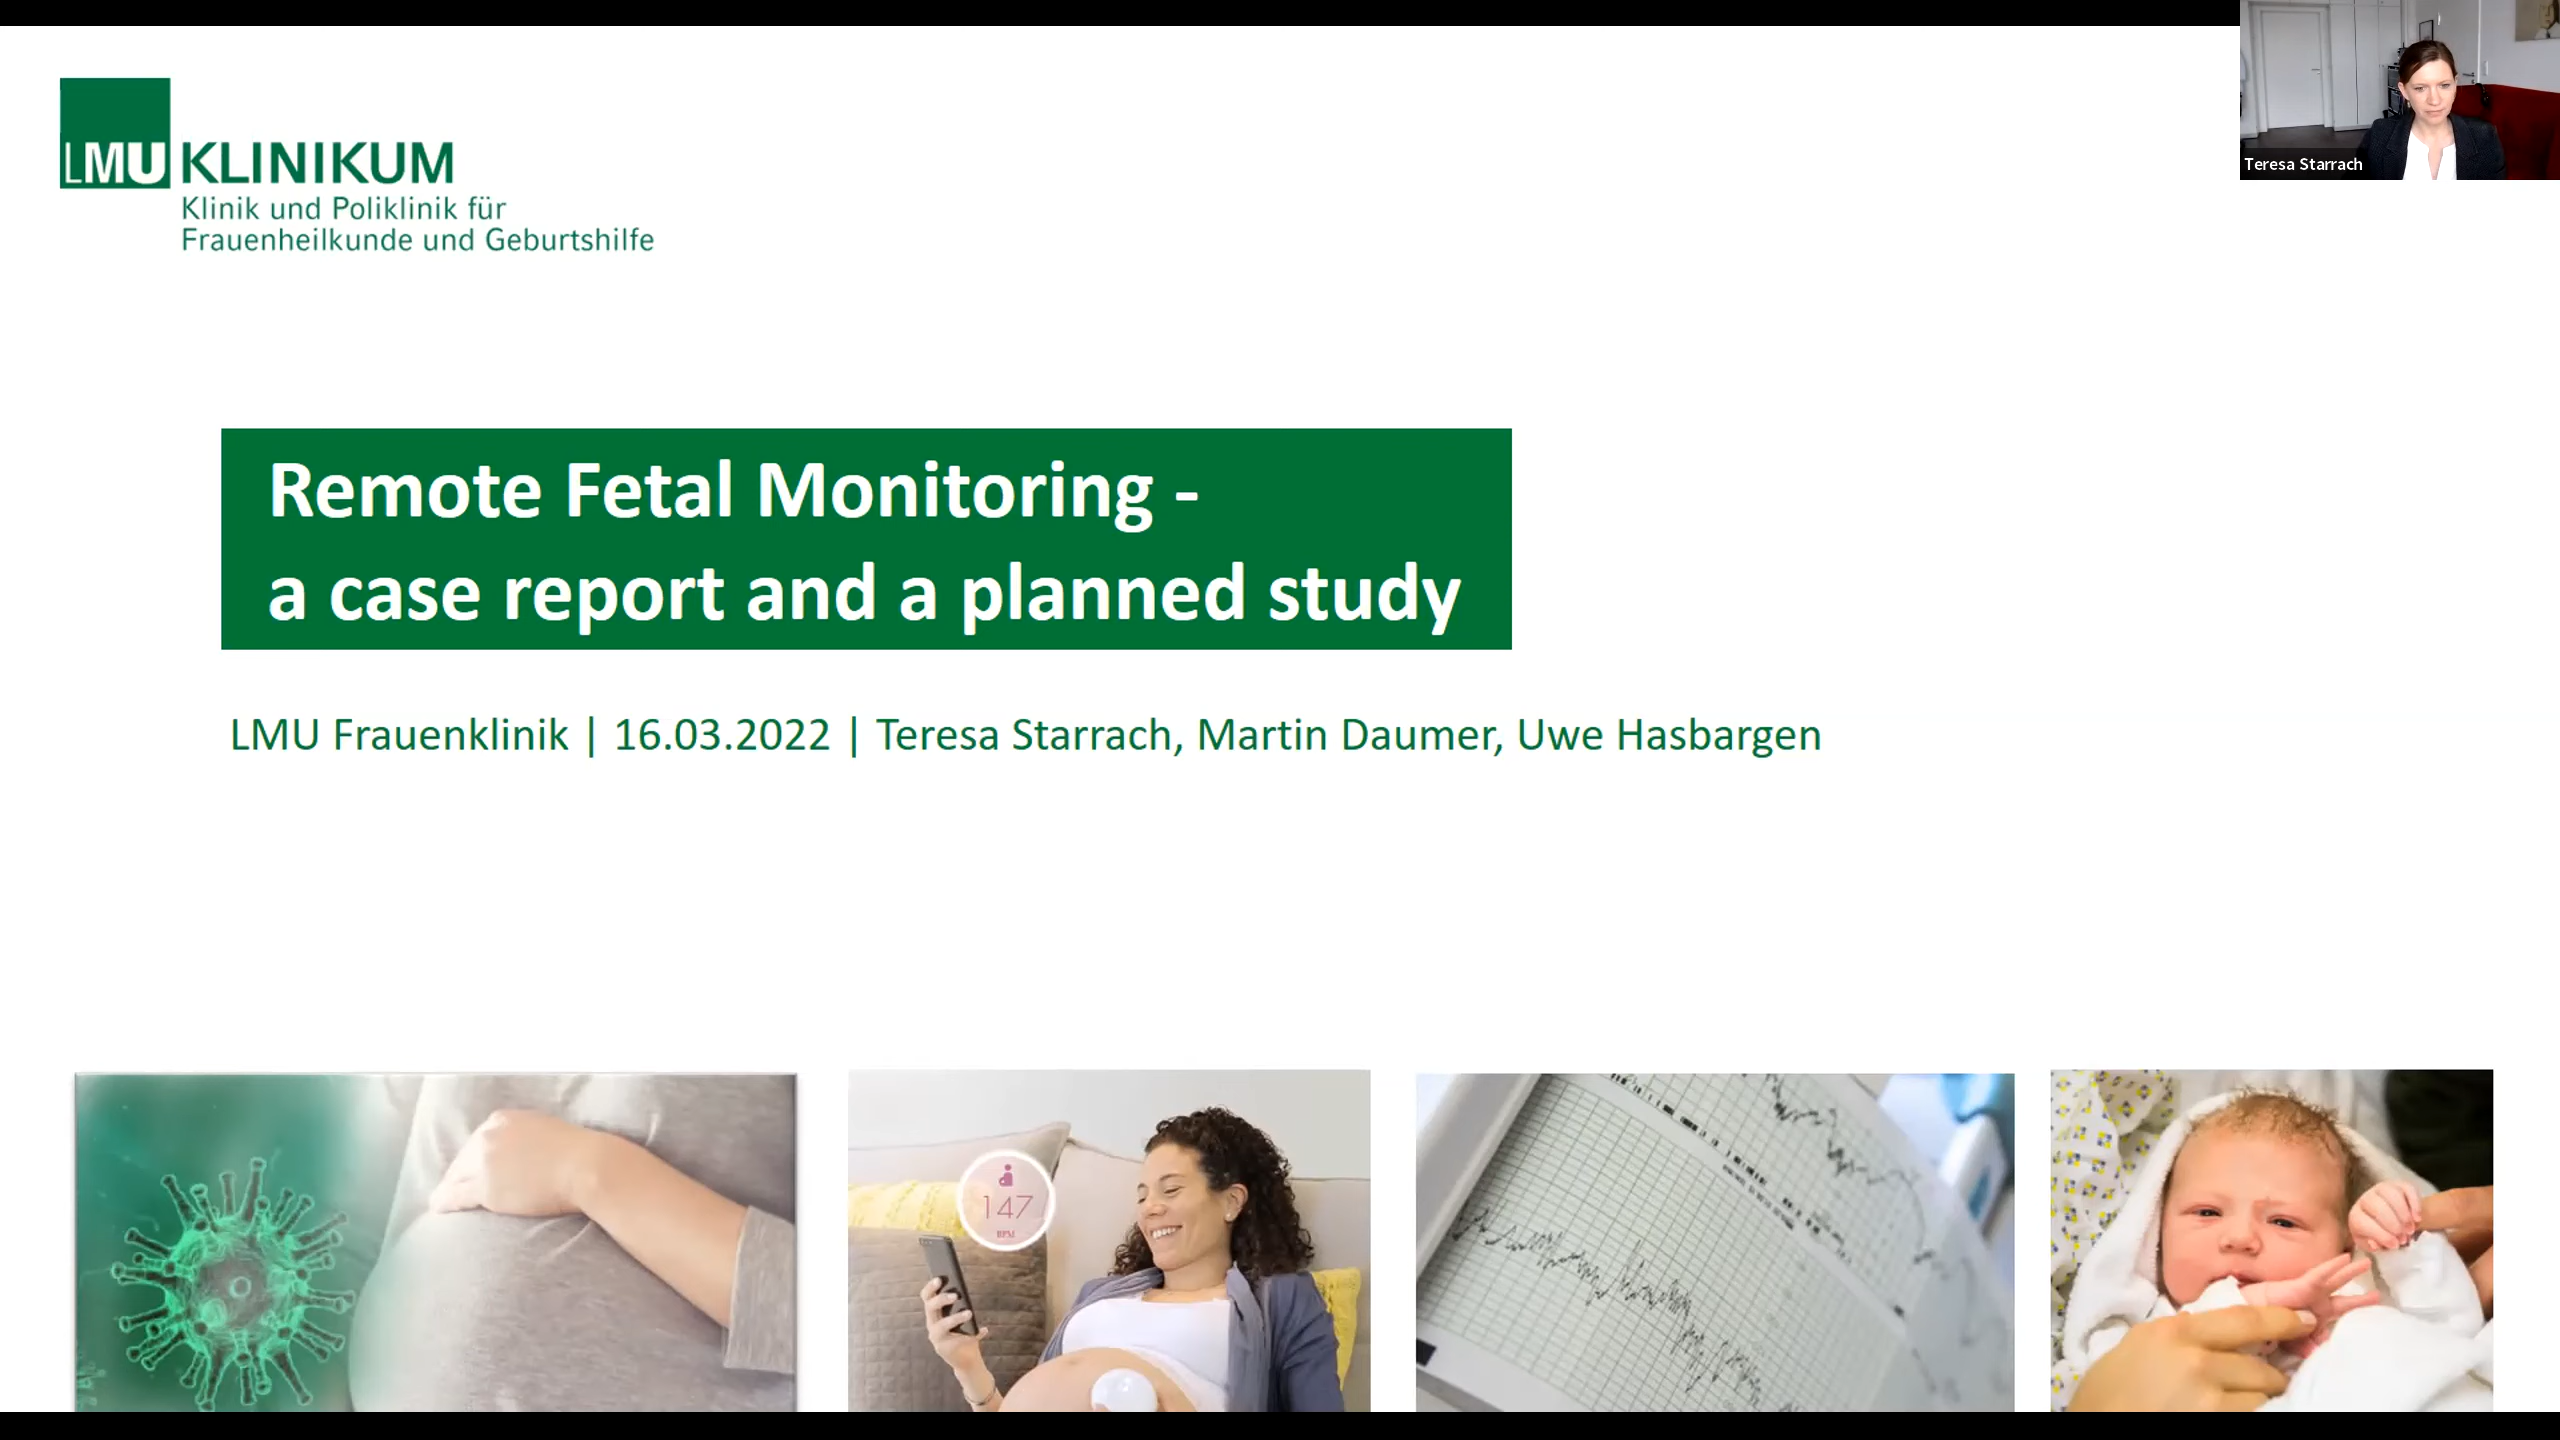 LMU KLINIKUM
Klinik und Poliklinik für
Frauenheilkunde und Geburtshilfe
Teresa Starrach
Remote Fetal Monitoring -
a case report and a planned study
LMU Frauenklinik | 16.03.2022 | Teresa Starrach, Martin Daumer, Uwe Hasbargen
147
BPM